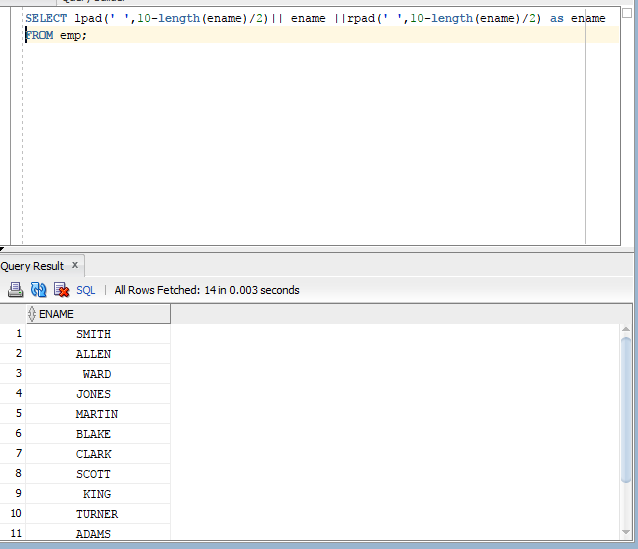 SELECT lpad(' ',10-length(ename)/2)|| ename ||rpad(' ',10-length(ename)/2) as ename
FROM emp;
Query Result x
SQL | All Rows Fetched: 14 in 0.003 seconds
ENAME
1 SMITH
2 ALLEN
3 WARD
4 JONES
5 MARTIN
6 BLAKE
7 CLARK
8 SCOTT
9 KING
10 TURNER
11 ADAMS